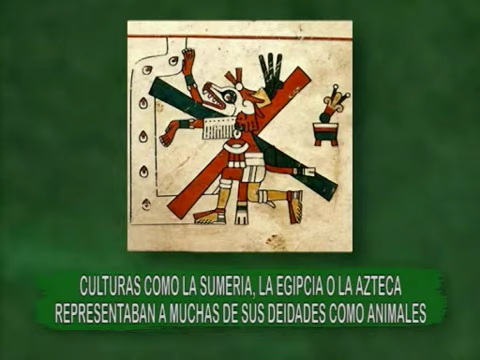 CULTURAS COMO LA SUMERIA, LA EGIPCIA O LA AZTECA
REPRESENTABAN A MUCHAS DE SUS DEIDADES COMO ANIMALES